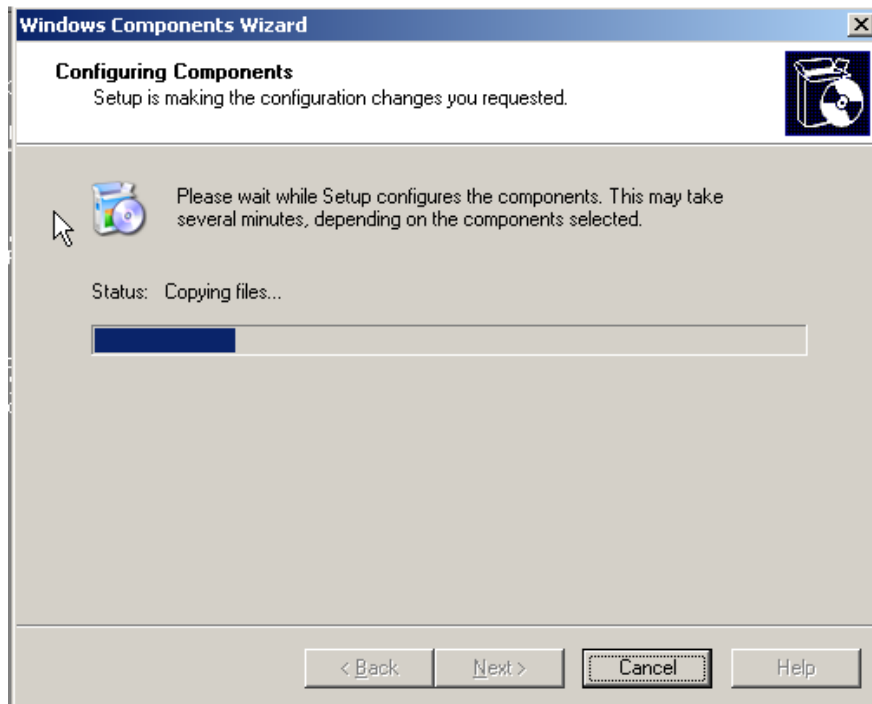 Windows Components Wizard
Configuring Components
Setup is making the configuration changes you requested.
Please wait while Setup configures the components. This may take
several minutes, depending on the components selected.
Status: Copying files...
< Back Next > Cancel Help